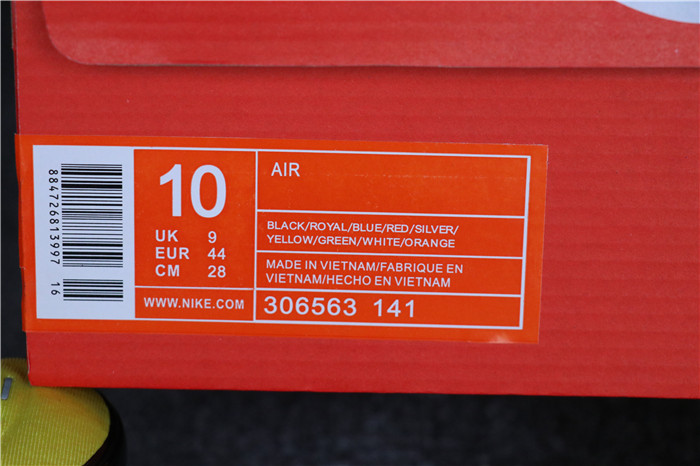 884726813997 16
10
UK 9
EUR 44
CM 28
WWW.NIKE.COM
AIR
BLACK/ROYAL/BLUE/RED/SILVER/
YELLOW/GREEN/WHITE/ORANGE
MADE IN VIETNAM/FABRIQUE EN
VIETNAM/HECHO EN VIETNAM
306563 141